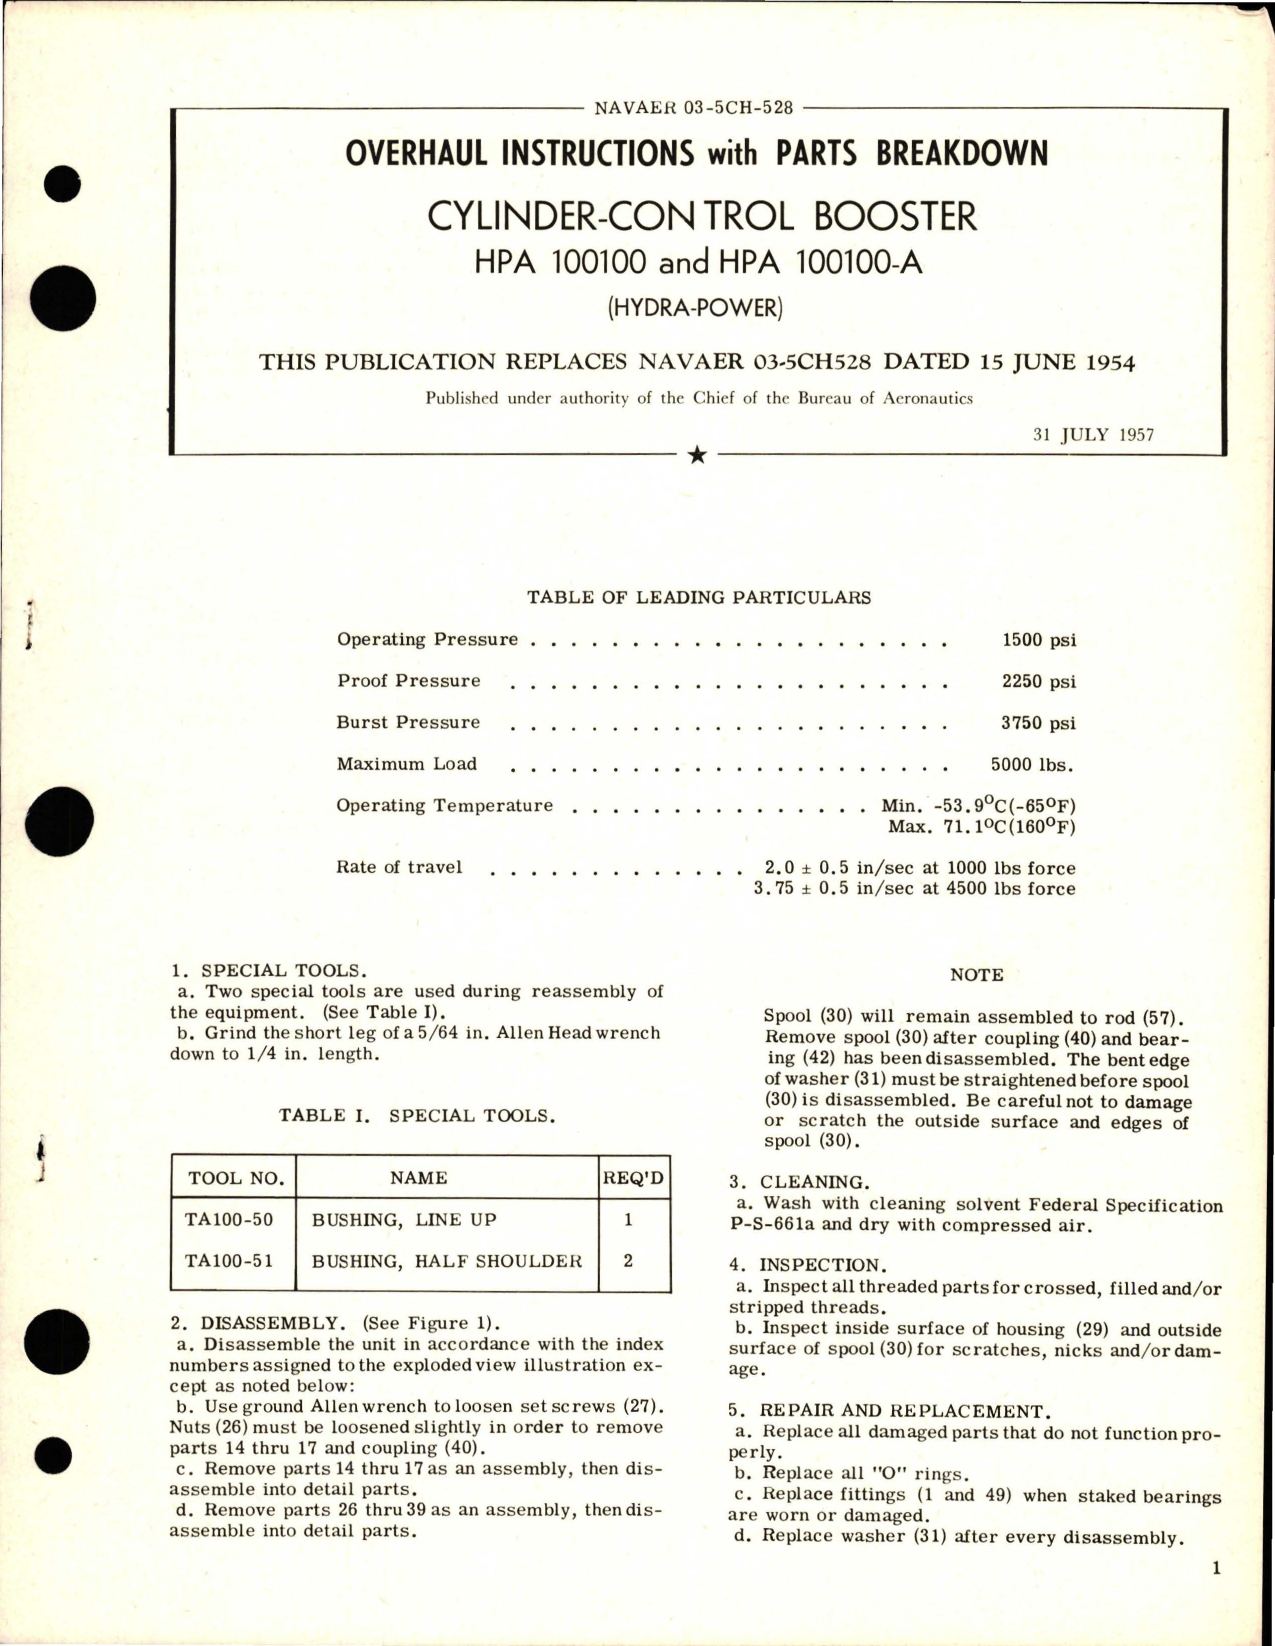 NAVAER 03-5CH-528
OVERHAUL INSTRUCTIONS with PARTS BREAKDOWN
CYLINDER-CONTROL BOOSTER
HPA 100100 and HPA 100100-A
(HYDRA-POWER)
THIS PUBLICATION REPLACES NAVAER 03-5CH528 DATED 15 JUNE 1954
Published under authority of the Chief of the Bureau of Aeronautics
31 JULY 1957
TABLE OF LEADING PARTICULARS
Operating Pressure . . . . . . . . . . . . . . . . . . . . . 1500 psi
Proof Pressure . . . . . . . . . . . . . . . . . . . . . . 2250 psi
Burst Pressure . . . . . . . . . . . . . . . . . . . . . . 3750 psi
Maximum Load . . . . . . . . . . . . . . . . . . . . . . 5000 lbs.
Operating Temperature . . . . . . . . . . . . . . . Min. -53.9°C(-65°F)
Max. 71.1°C(160°F)
Rate of travel . . . . . . . . . . . . . 2.0 ± 0.5 in/sec at 1000 lbs force
3.75 ± 0.5 in/sec at 4500 lbs force
1. SPECIAL TOOLS.
a. Two special tools are used during reassembly of
the equipment. (See Table I).
b. Grind the short leg of a 5/64 in. Allen Head wrench
down to 1/4 in. length.
TABLE I. SPECIAL TOOLS.
TOOL NO. NAME REQ'D
TA100-50 BUSHING, LINE UP 1
TA100-51 BUSHING, HALF SHOULDER 2
2. DISASSEMBLY. (See Figure 1).
a. Disassemble the unit in accordance with the index
numbers assigned to the exploded view illustration ex-
cept as noted below:
b. Use ground Allen wrench to loosen set screws (27).
Nuts (26) must be loosened slightly in order to remove
parts 14 thru 17 and coupling (40).
c. Remove parts 14 thru 17 as an assembly, then dis-
assemble into detail parts.
d. Remove parts 26 thru 39 as an assembly, then dis-
assemble into detail parts.
NOTE
Spool (30) will remain assembled to rod (57).
Remove spool (30) after coupling (40) and bear-
ing (42) has been disassembled. The bent edge
of washer (31) must be straightened before spool
(30) is disassembled. Be careful not to damage
or scratch the outside surface and edges of
spool (30).
3. CLEANING.
a. Wash with cleaning solvent Federal Specification
P-S-661a and dry with compressed air.
4. INSPECTION.
a. Inspect all threaded parts for crossed, filled and/or
stripped threads.
b. Inspect inside surface of housing (29) and outside
surface of spool (30) for scratches, nicks and/or dam-
age.
5. REPAIR AND REPLACEMENT.
a. Replace all damaged parts that do not function pro-
perly.
b. Replace all "O" rings.
c. Replace fittings (1 and 49) when staked bearings
are worn or damaged.
d. Replace washer (31) after every disassembly.
1